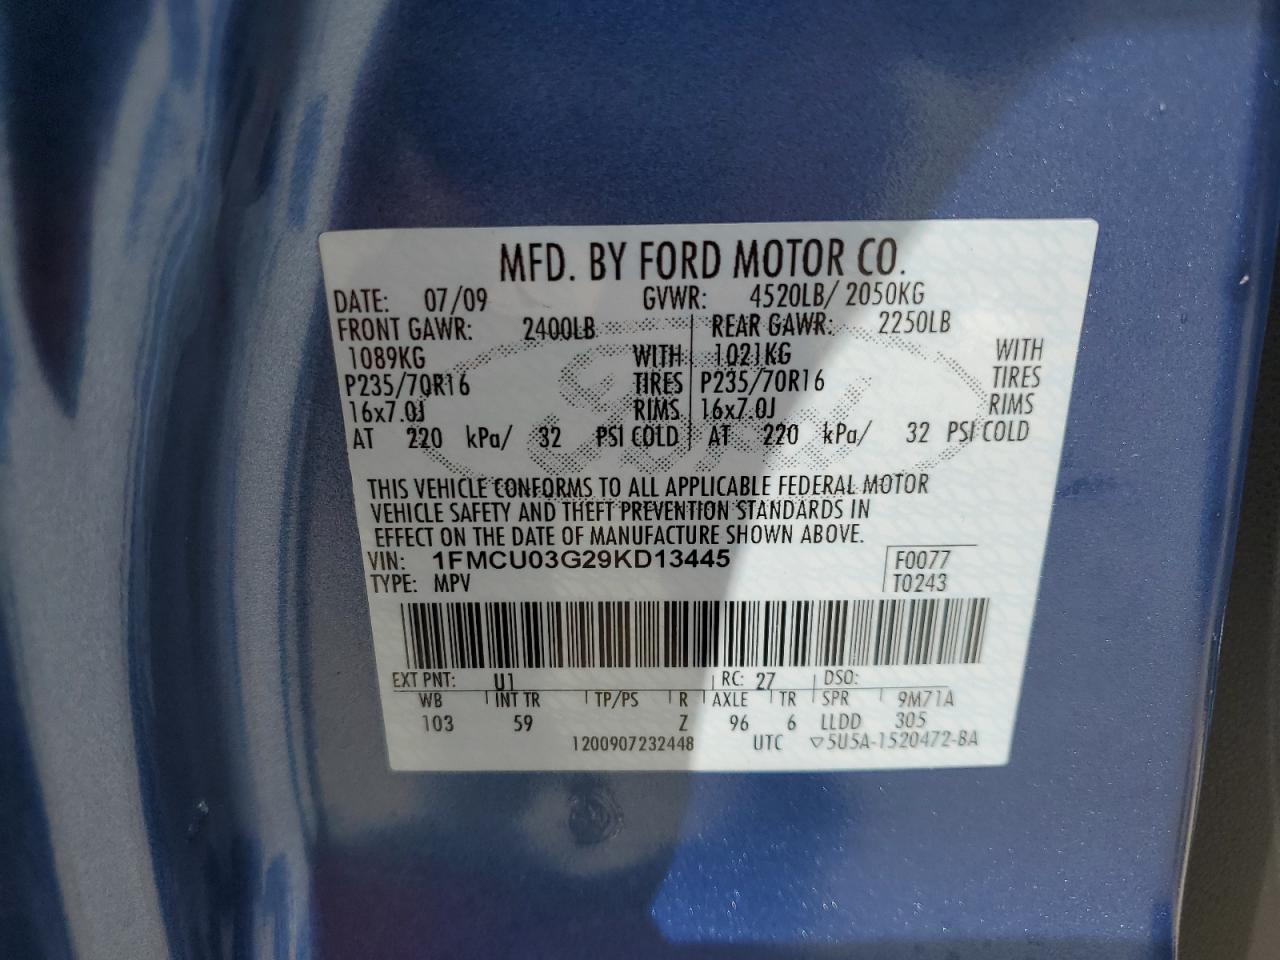 MFD. BY FORD MOTOR CO.
DATE: 07/09 GVWR: 4520LB/ 2050KG
FRONT GAWR: 2400LB REAR GAWR: 2250LB
1089KG WITH 1021KG WITH
P235/70R16 TIRES P235/70R16 TIRES
16x7.0J RIMS 16x7.0J RIMS
AT 220 kPa/ 32 PSI COLD AT 220 kPa/ 32 PSI COLD
Ford
THIS VEHICLE CONFORMS TO ALL APPLICABLE FEDERAL MOTOR
VEHICLE SAFETY AND THEFT PREVENTION STANDARDS IN
EFFECT ON THE DATE OF MANUFACTURE SHOWN ABOVE.
VIN: 1FMCU03G29KD13445 F0077
TYPE: MPV T0243
EXT PNT: U1 RC: 27 DSO:
WB INT TR TP/PS R AXLE TR SPR 9M71A
103 59 Z 96 6 LLDD 305
1200907232448 UTC ▽5U5A-1520472-BA